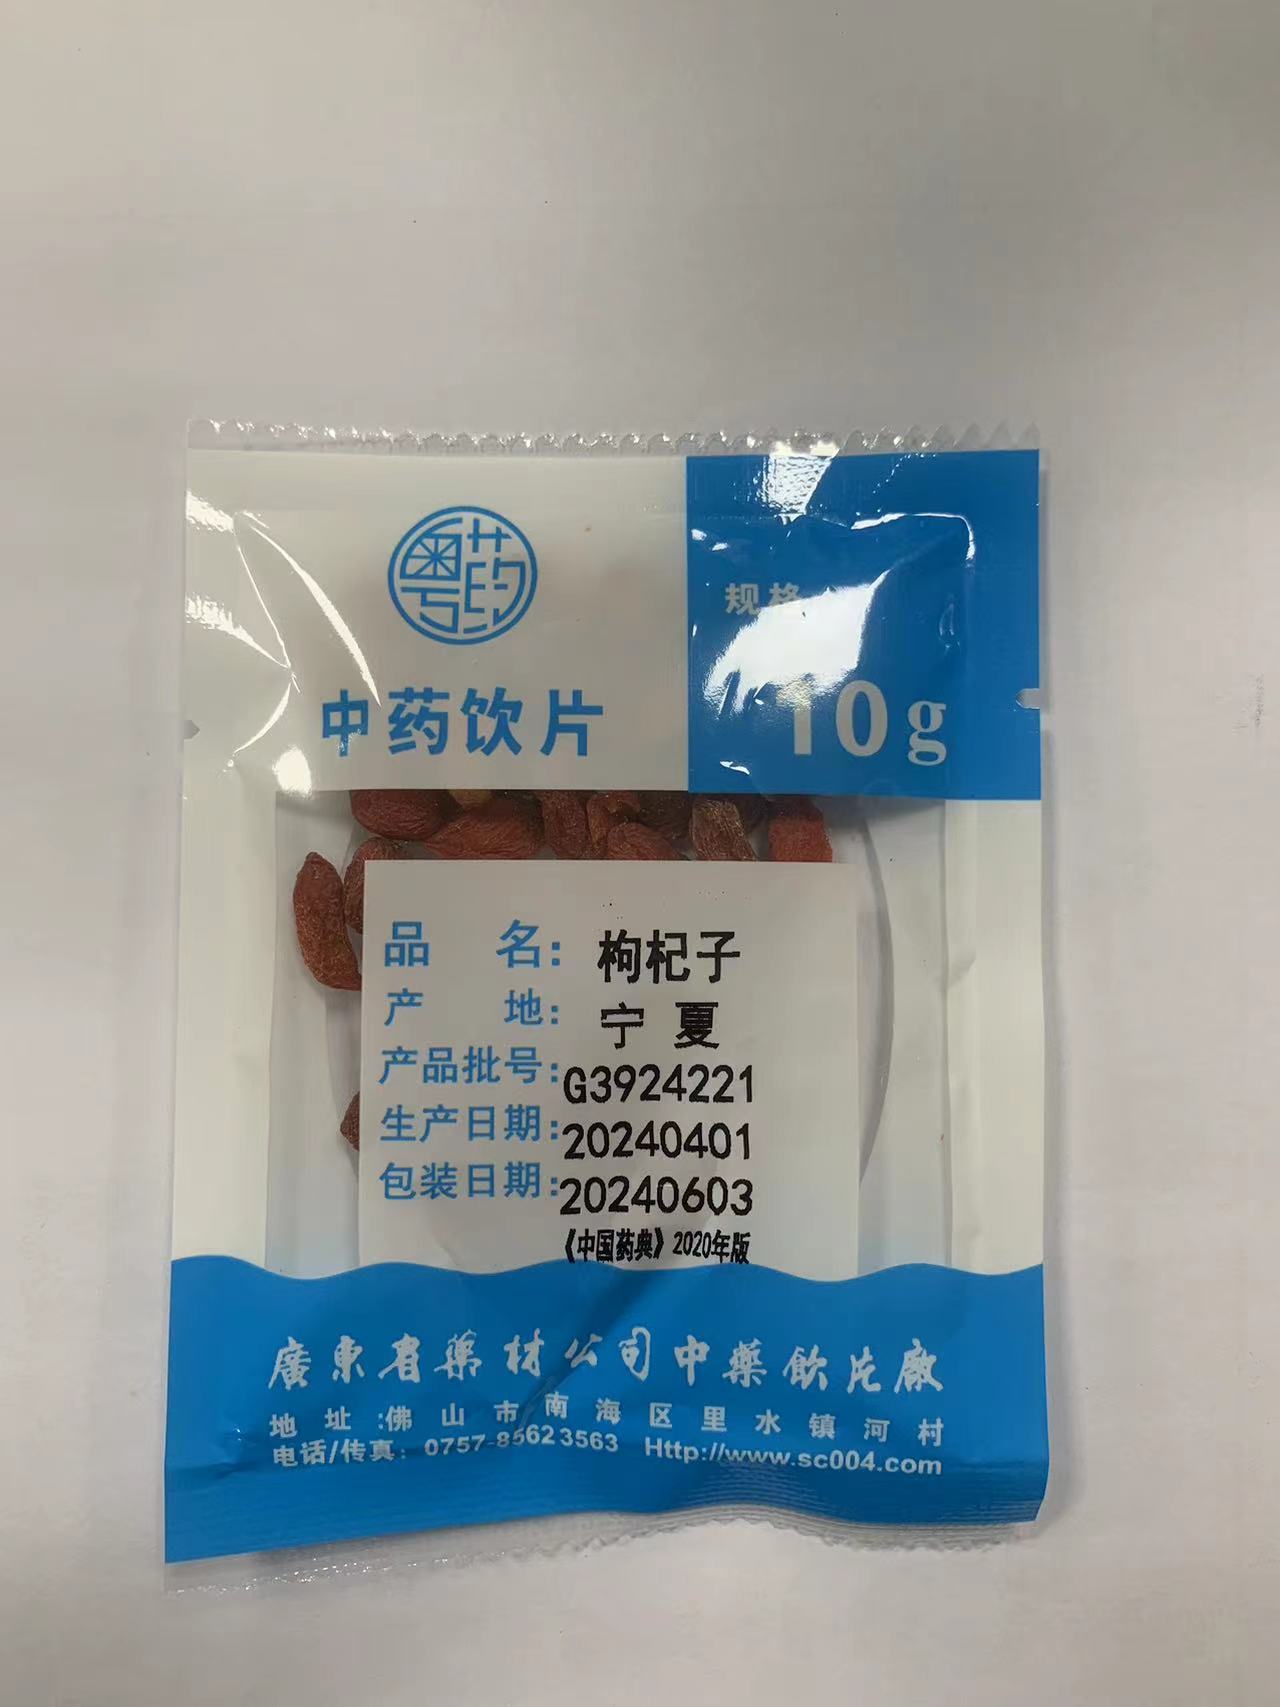 粤药
规格
中药饮片
10g
品 名: 枸杞子
产 地: 宁夏
产品批号: G3924221
生产日期: 20240401
包装日期: 20240603
《中国药典》2020年版
廣東省藥材公司中藥飲片廠
地址:佛山市南海区里水镇河村
电话/传真: 0757-85623563 Http://www.sc004.com